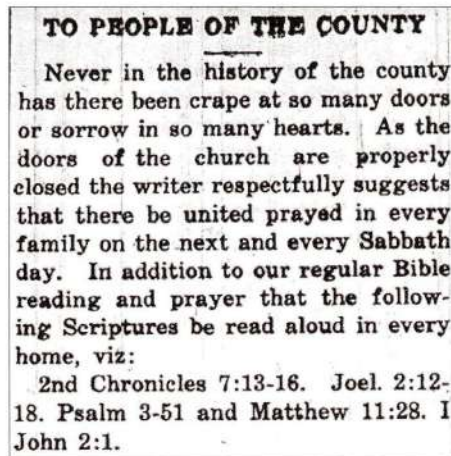 TO PEOPLE OF THE COUNTY
Never in the history of the county
has there been crape at so many doors
or sorrow in so many hearts. As the
doors of the church are properly
closed the writer respectfully suggests
that there be united prayed in every
family on the next and every Sabbath
day. In addition to our regular Bible
reading and prayer that the follow-
ing Scriptures be read aloud in every
home, viz:
2nd Chronicles 7:13-16. Joel. 2:12-
18. Psalm 3-51 and Matthew 11:28. I
John 2:1.